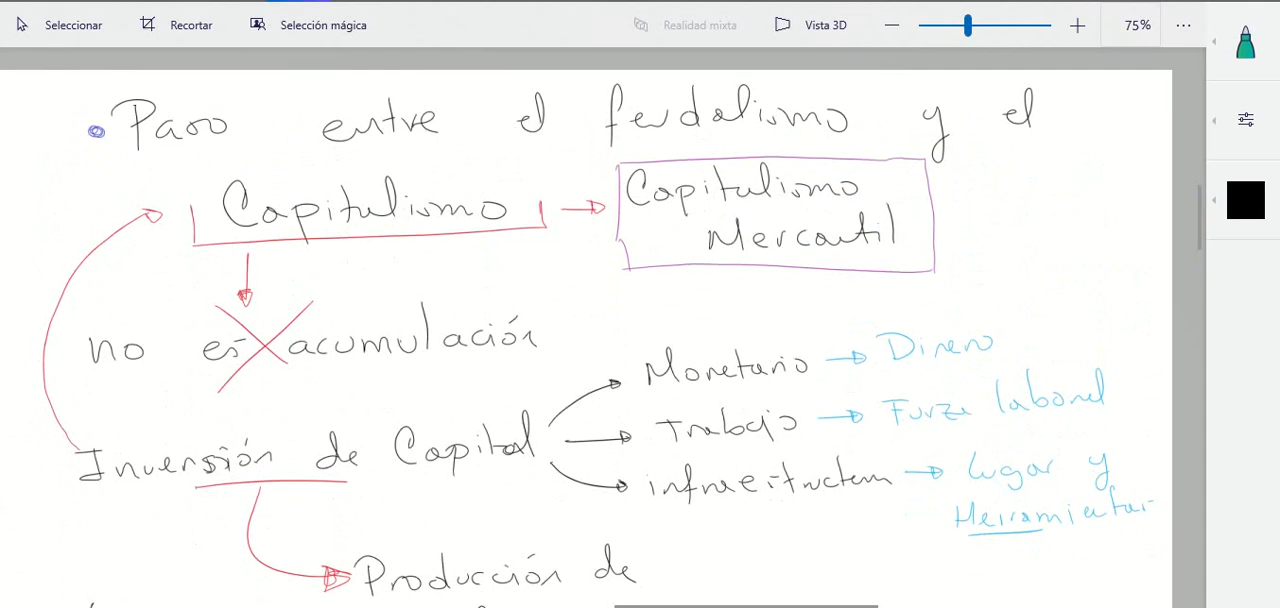 Seleccionar Recortar Selección mágica Realidad mixta Vista 3D 75%
Paso entre el feudalismo y el
Capitalismo → Capitalismo
Mercantil
no es acumulación
Monetario → Dinero
Trabajo → Furza laboral
Inversión de Capital
infraestructura → lugar y
Herramientas
Producción de